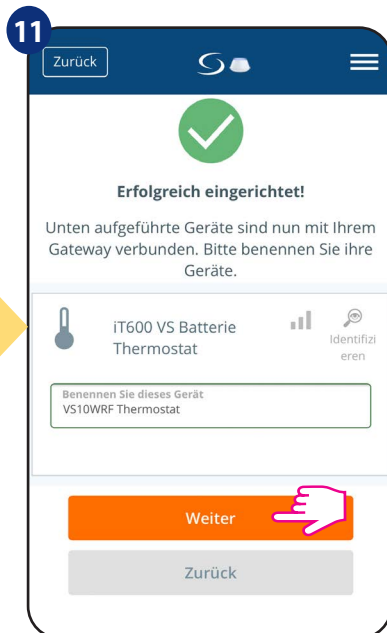 11
Zurück
Erfolgreich eingerichtet!
Unten aufgeführte Geräte sind nun mit Ihrem
Gateway verbunden. Bitte benennen Sie ihre
Geräte.
iT600 VS Batterie
Thermostat
Identifizi
eren
Benennen Sie dieses Gerät
VS10WRF Thermostat
Weiter
Zurück